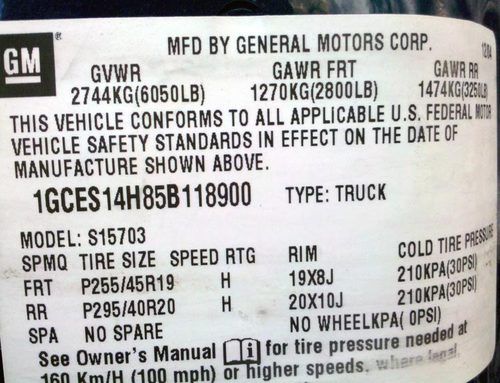 GM
MFD BY GENERAL MOTORS CORP. 12/04
GVWR GAWR FRT GAWR RR
2744KG(6050LB) 1270KG(2800LB) 1474KG(3250LB)
THIS VEHICLE CONFORMS TO ALL APPLICABLE U.S. FEDERAL MOTOR
VEHICLE SAFETY STANDARDS IN EFFECT ON THE DATE OF
MANUFACTURE SHOWN ABOVE.
1GCES14H85B118900 TYPE: TRUCK
MODEL: S15703
SPMQ TIRE SIZE SPEED RTG RIM COLD TIRE PRESSURE
FRT P255/45R19 H 19X8J 210KPA(30PSI)
RR P295/40R20 H 20X10J 210KPA(30PSI)
SPA NO SPARE NO WHEELKPA( 0PSI)
See Owner's Manual for tire pressure needed at
160 Km/H (100 mph) or higher speeds, where legal.